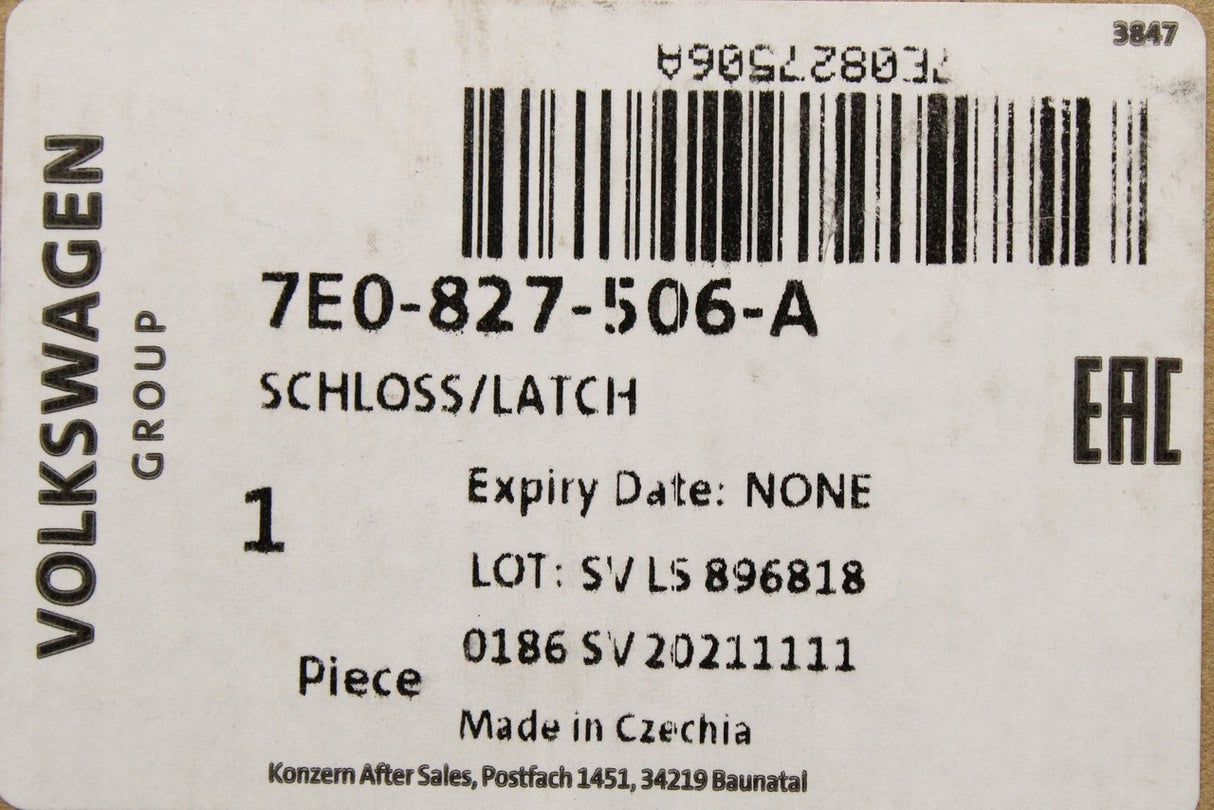 3847
7E0827506A
7E0-827-506-A
SCHLOSS/LATCH
EAC
1
Expiry Date: NONE
LOT: SV LS 896818
0186 SV 20211111
Piece
Made in Czechia
Konzern After Sales, Postfach 1451, 34219 Baunatal
VOLKSWAGEN
GROUP